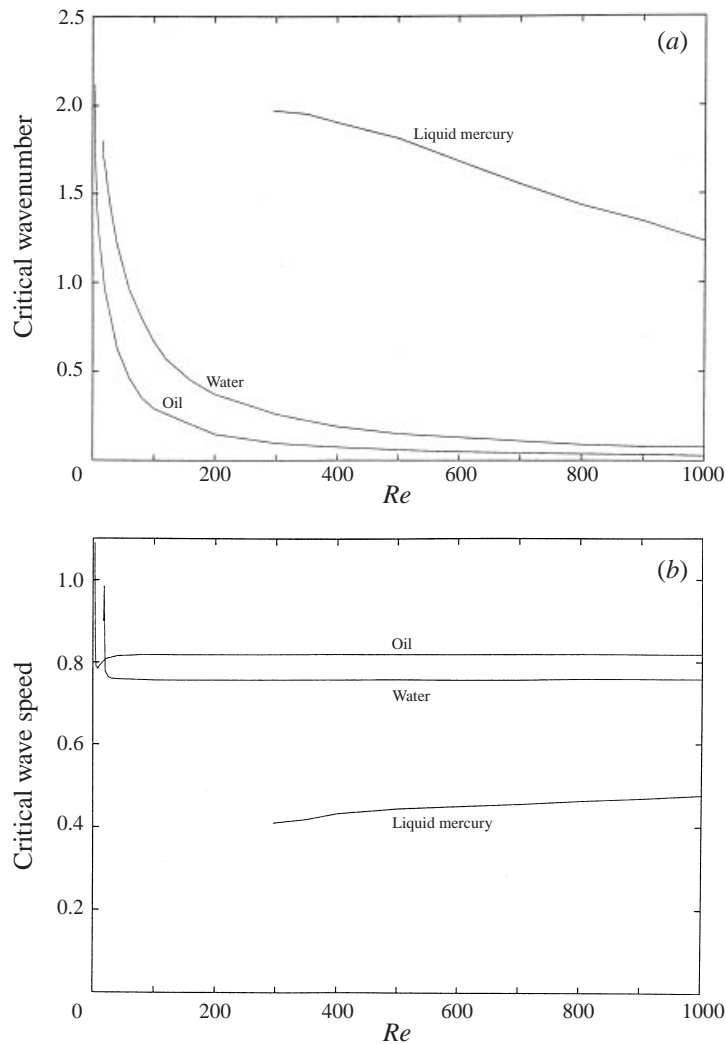 (a)
2.5
2.0
1.5
1.0
0.5
0
Critical wavenumber
Liquid mercury
Water
Oil
200
400
600
800
1000
Re
(b)
1.0
0.8
0.6
0.4
0.2
0
Critical wave speed
Oil
Water
Liquid mercury
200
400
600
800
1000
Re